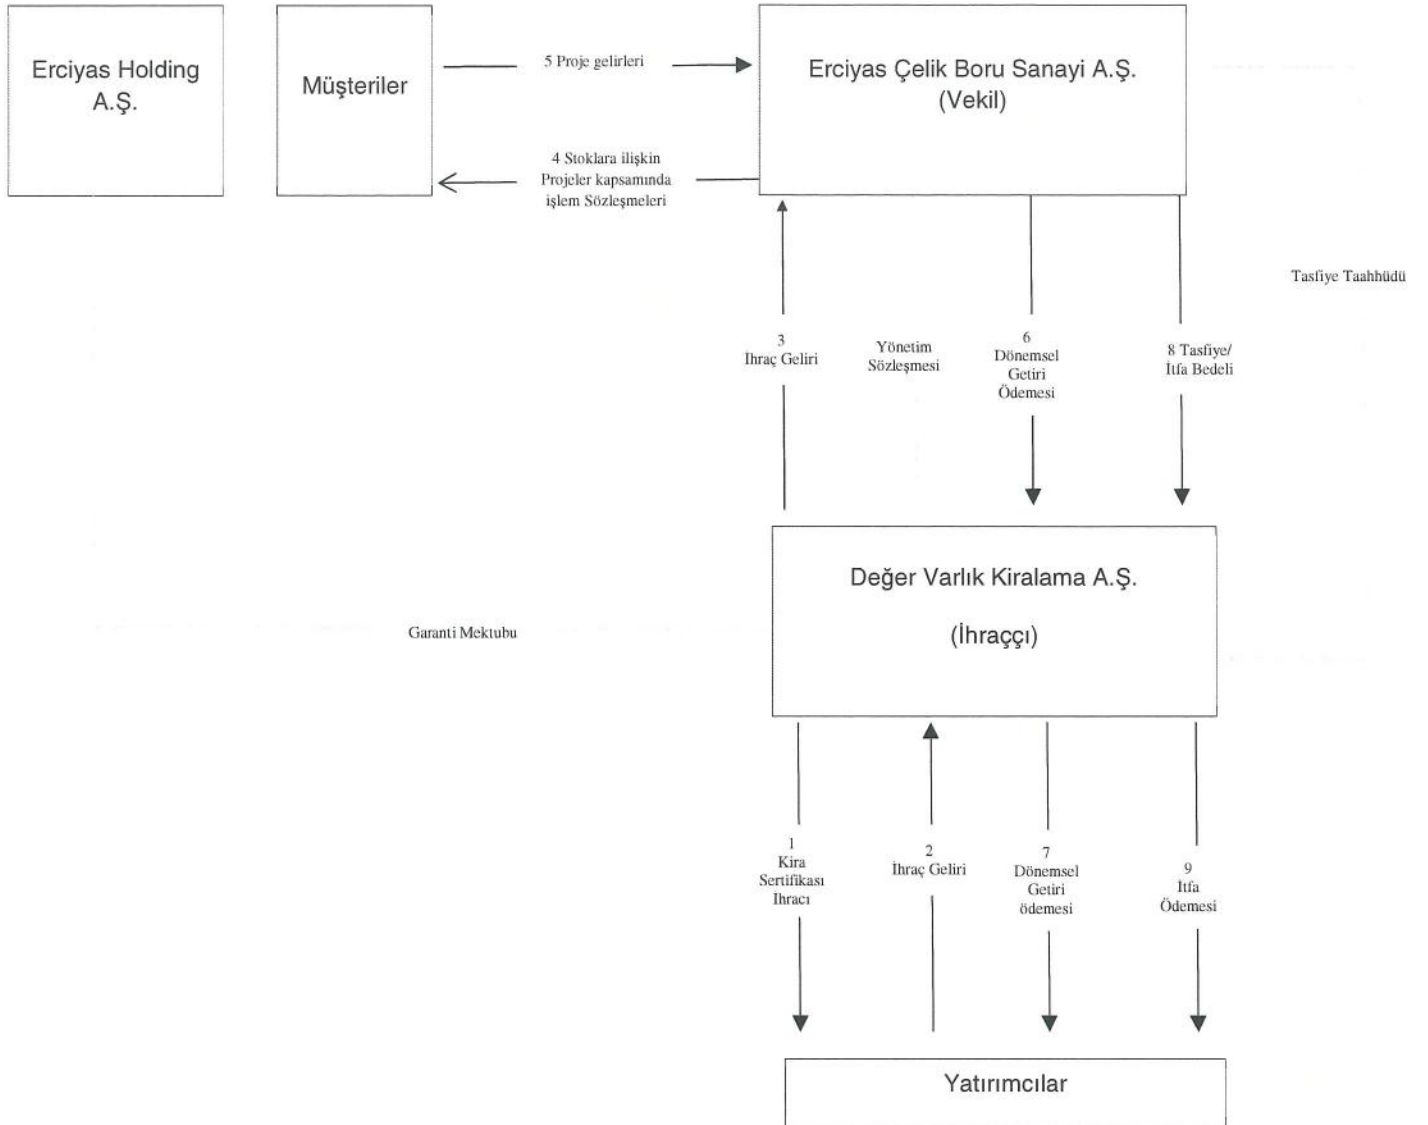 Erciyas Holding
A.Ş.
Müşteriler
5 Proje gelirleri
Erciyas Çelik Boru Sanayi A.Ş.
(Vekil)
4 Stoklara ilişkin
Projeler kapsamında
işlem Sözleşmeleri
Tasfiye Taahhüdü
3
İhraç Geliri
Yönetim
Sözleşmesi
6
Dönemsel
Getiri
Ödemesi
8 Tasfiye/
İtfa Bedeli
Değer Varlık Kiralama A.Ş.
(İhraççı)
Garanti Mektubu
1
Kira
Sertifikası
İhracı
2
İhraç Geliri
7
Dönemsel
Getiri
ödemesi
9
İtfa
Ödemesi
Yatırımcılar